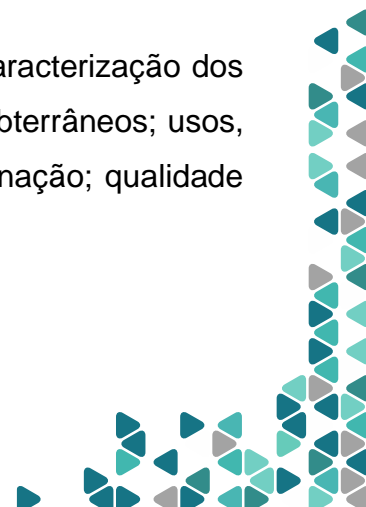 aracterização dos
bterrâneos; usos,
nação; qualidade